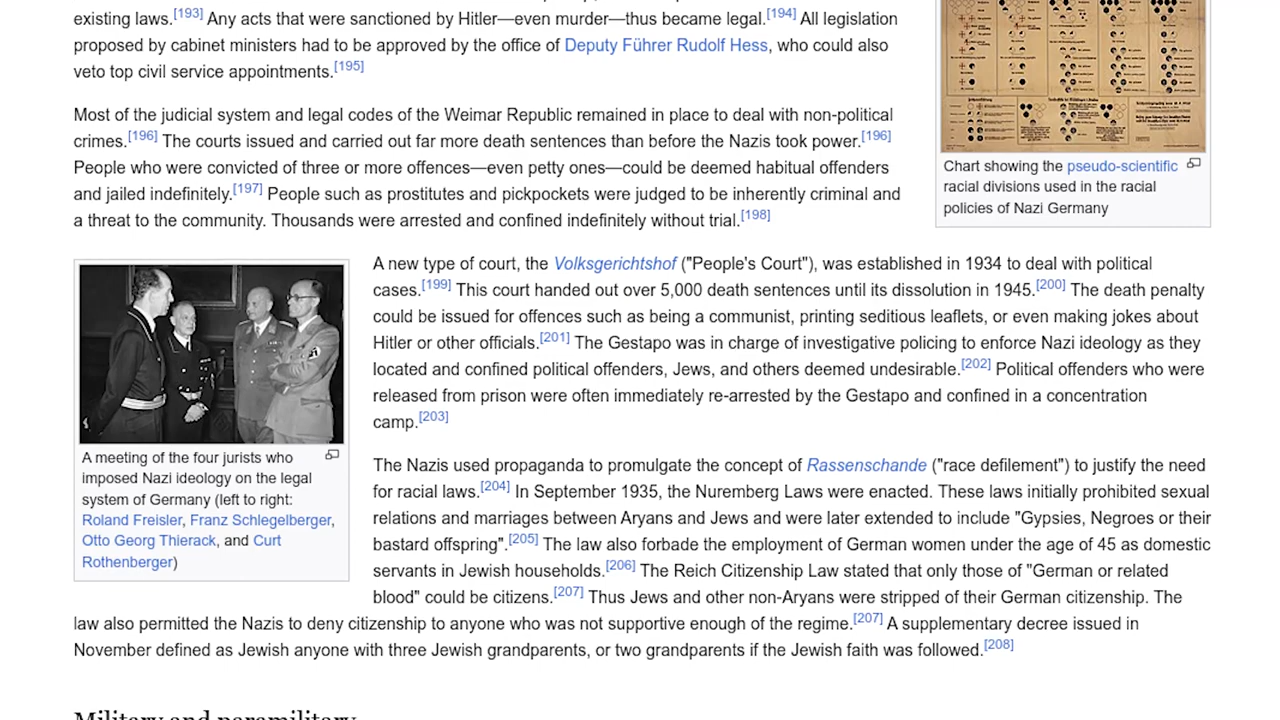 existing laws.[193] Any acts that were sanctioned by Hitler—even murder—thus became legal.[194] All legislation
proposed by cabinet ministers had to be approved by the office of Deputy Führer Rudolf Hess, who could also
veto top civil service appointments.[195]
Most of the judicial system and legal codes of the Weimar Republic remained in place to deal with non-political
crimes.[196] The courts issued and carried out far more death sentences than before the Nazis took power.[196]
People who were convicted of three or more offences—even petty ones—could be deemed habitual offenders
and jailed indefinitely.[197] People such as prostitutes and pickpockets were judged to be inherently criminal and
a threat to the community. Thousands were arrested and confined indefinitely without trial.[198]
Chart showing the pseudo-scientific
racial divisions used in the racial
policies of Nazi Germany
A meeting of the four jurists who
imposed Nazi ideology on the legal
system of Germany (left to right:
Roland Freisler, Franz Schlegelberger,
Otto Georg Thierack, and Curt
Rothenberger)
A new type of court, the Volksgerichtshof ("People's Court"), was established in 1934 to deal with political
cases.[199] This court handed out over 5,000 death sentences until its dissolution in 1945.[200] The death penalty
could be issued for offences such as being a communist, printing seditious leaflets, or even making jokes about
Hitler or other officials.[201] The Gestapo was in charge of investigative policing to enforce Nazi ideology as they
located and confined political offenders, Jews, and others deemed undesirable.[202] Political offenders who were
released from prison were often immediately re-arrested by the Gestapo and confined in a concentration
camp.[203]
The Nazis used propaganda to promulgate the concept of Rassenschande ("race defilement") to justify the need
for racial laws.[204] In September 1935, the Nuremberg Laws were enacted. These laws initially prohibited sexual
relations and marriages between Aryans and Jews and were later extended to include "Gypsies, Negroes or their
bastard offspring".[205] The law also forbade the employment of German women under the age of 45 as domestic
servants in Jewish households.[206] The Reich Citizenship Law stated that only those of "German or related
blood" could be citizens.[207] Thus Jews and other non-Aryans were stripped of their German citizenship. The
law also permitted the Nazis to deny citizenship to anyone who was not supportive enough of the regime.[207] A supplementary decree issued in
November defined as Jewish anyone with three Jewish grandparents, or two grandparents if the Jewish faith was followed.[208]
Military and paramilitary